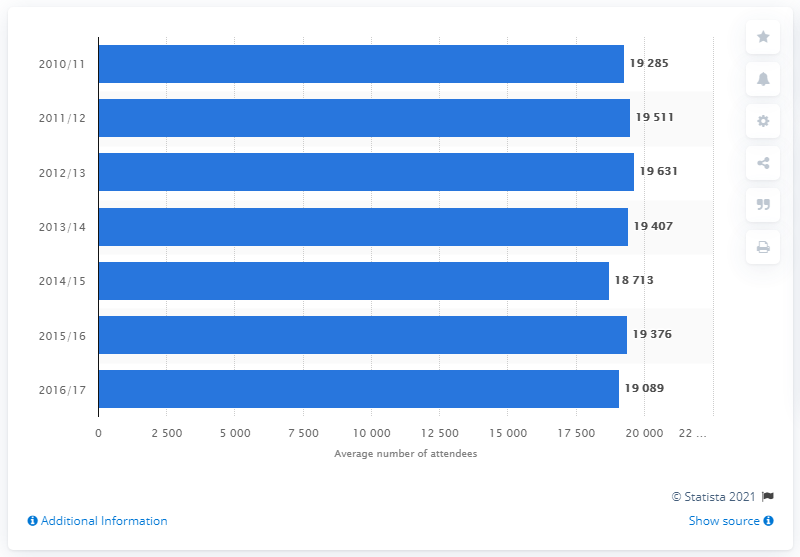 2010/11 19 285
2011/12 19 511
2012/13 19 631
2013/14 19 407
2014/15 18 713
2015/16 19 376
2016/17 19 089
0 2 500 5 000 7 500 10 000 12 500 15 000 17 500 20 000 22 ...
Average number of attendees
© Statista 2021
Additional Information Show source